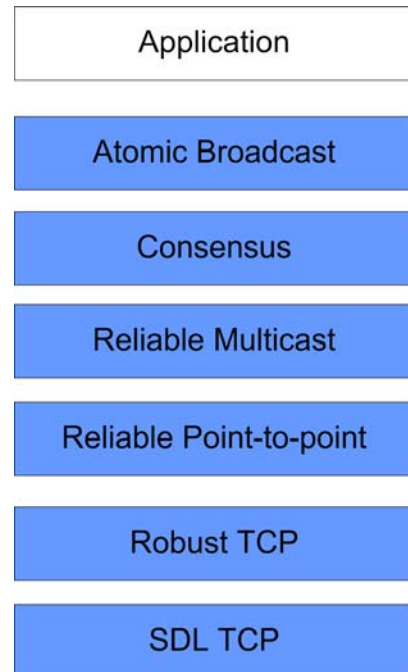 Application
Atomic Broadcast
Consensus
Reliable Multicast
Reliable Point-to-point
Robust TCP
SDL TCP